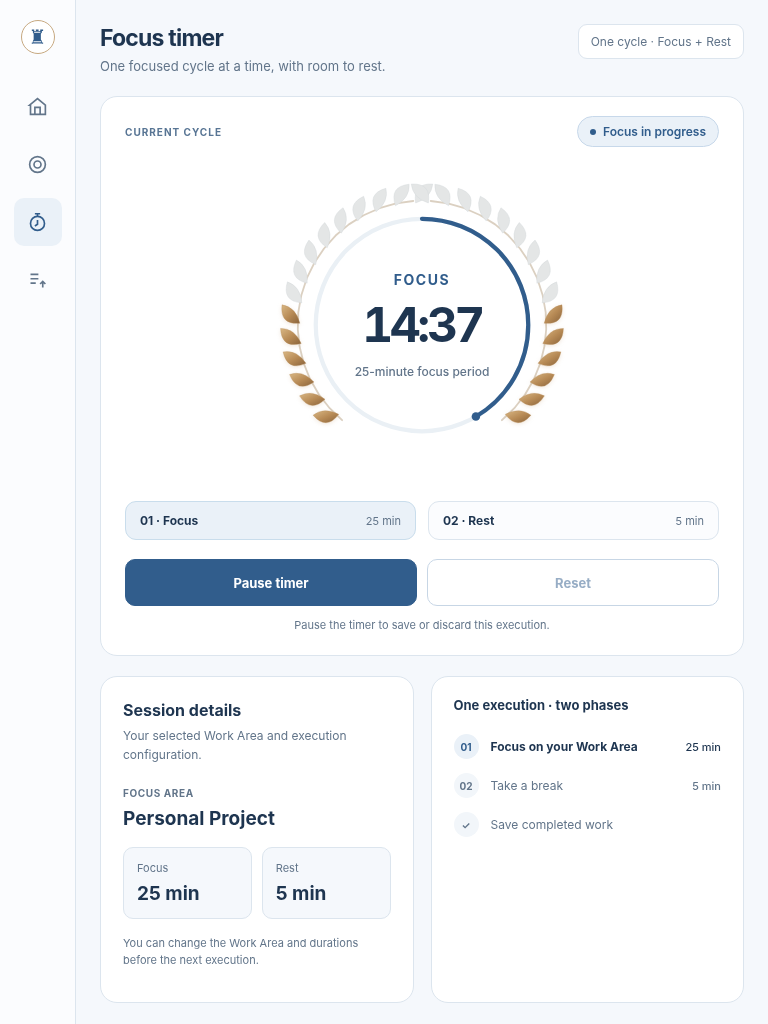 Focus timer
One focused cycle at a time, with room to rest.
One cycle · Focus + Rest
CURRENT CYCLE
Focus in progress
FOCUS
14:37
25-minute focus period
01 · Focus
25 min
02 · Rest
5 min
Pause timer
Reset
Pause the timer to save or discard this execution.
Session details
Your selected Work Area and execution
configuration.
FOCUS AREA
Personal Project
Focus
25 min
Rest
5 min
You can change the Work Area and durations
before the next execution.
One execution · two phases
01
Focus on your Work Area
25 min
02
Take a break
5 min
Save completed work